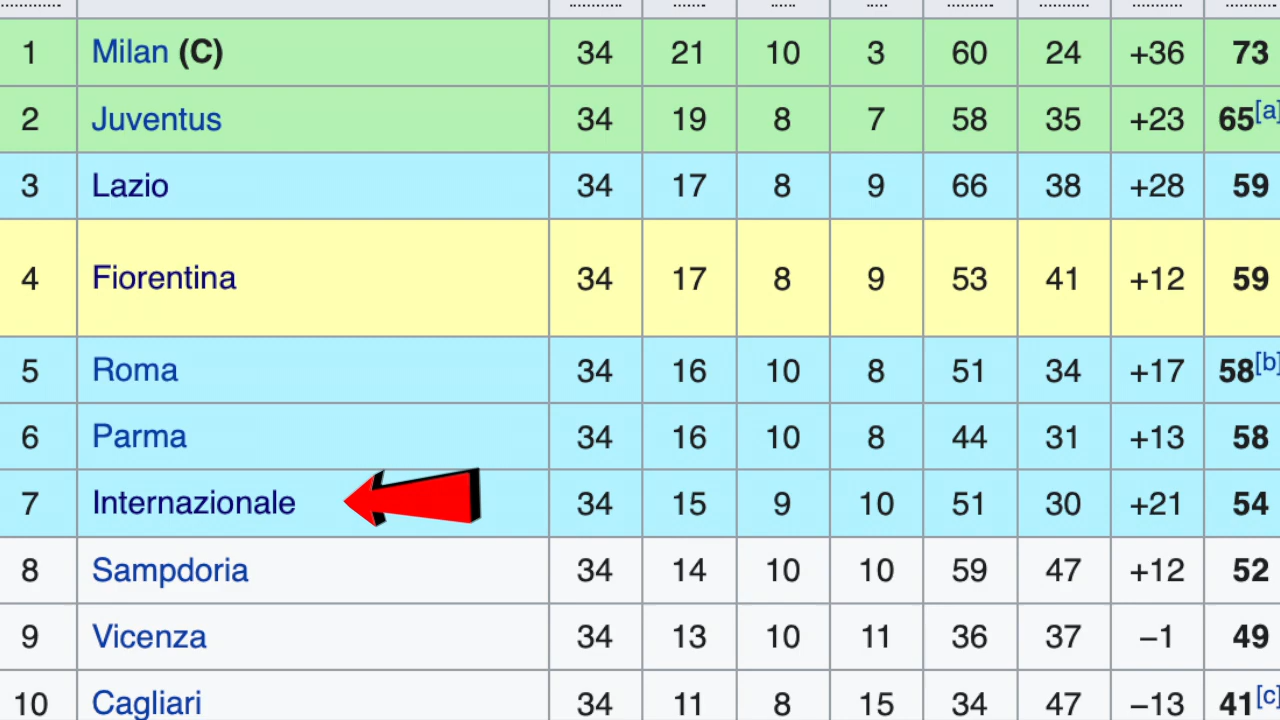 1 Milan (C) 34 21 10 3 60 24 +36 73
2 Juventus 34 19 8 7 58 35 +23 65[a]
3 Lazio 34 17 8 9 66 38 +28 59
4 Fiorentina 34 17 8 9 53 41 +12 59
5 Roma 34 16 10 8 51 34 +17 58[b]
6 Parma 34 16 10 8 44 31 +13 58
7 Internazionale 34 15 9 10 51 30 +21 54
8 Sampdoria 34 14 10 10 59 47 +12 52
9 Vicenza 34 13 10 11 36 37 −1 49
10 Cagliari 34 11 8 15 34 47 −13 41[c]